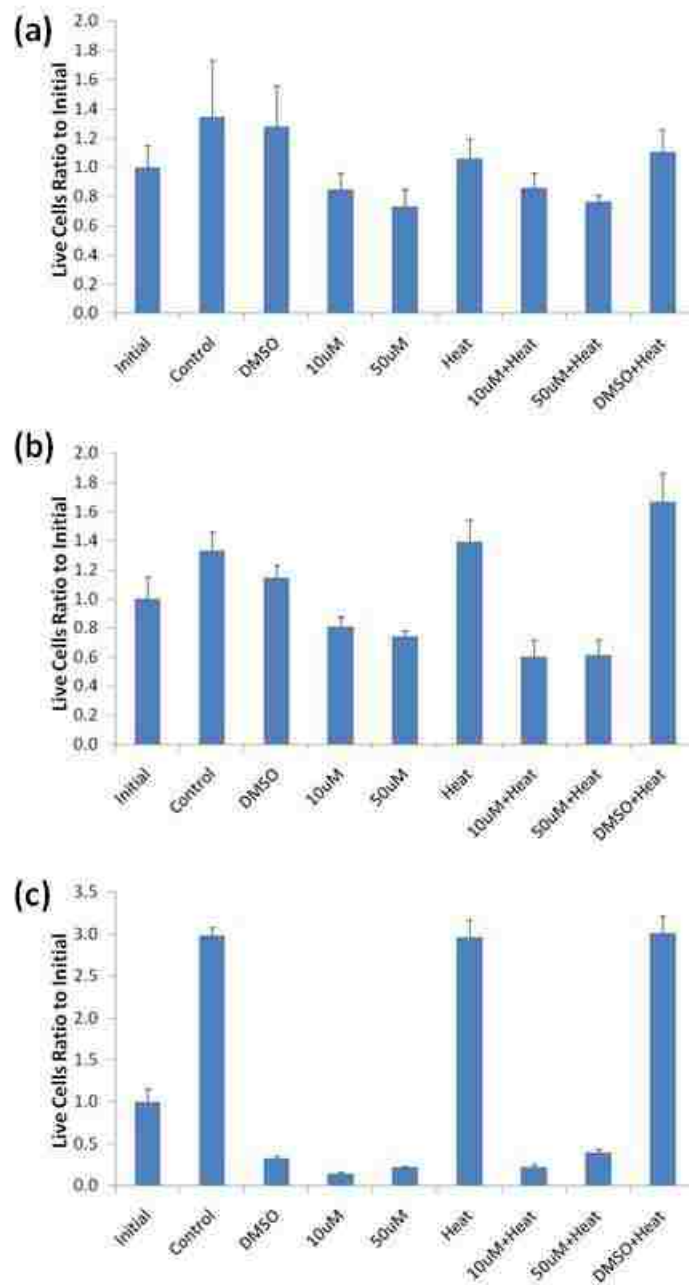 (a)
Live Cells Ratio to Initial
2.0
1.8
1.6
1.4
1.2
1.0
0.8
0.6
0.4
0.2
0.0
Initial
Control
DMSO
10uM
50uM
Heat
10uM+Heat
50uM+Heat
DMSO+Heat
(b)
Live Cells Ratio to Initial
2.0
1.8
1.6
1.4
1.2
1.0
0.8
0.6
0.4
0.2
0.0
Initial
Control
DMSO
10uM
50uM
Heat
10uM+Heat
50uM+Heat
DMSO+Heat
(c)
Live Cells Ratio to Initial
3.5
3.0
2.5
2.0
1.5
1.0
0.5
0.0
Initial
Control
DMSO
10uM
50uM
Heat
10uM+Heat
50uM+Heat
DMSO+Heat